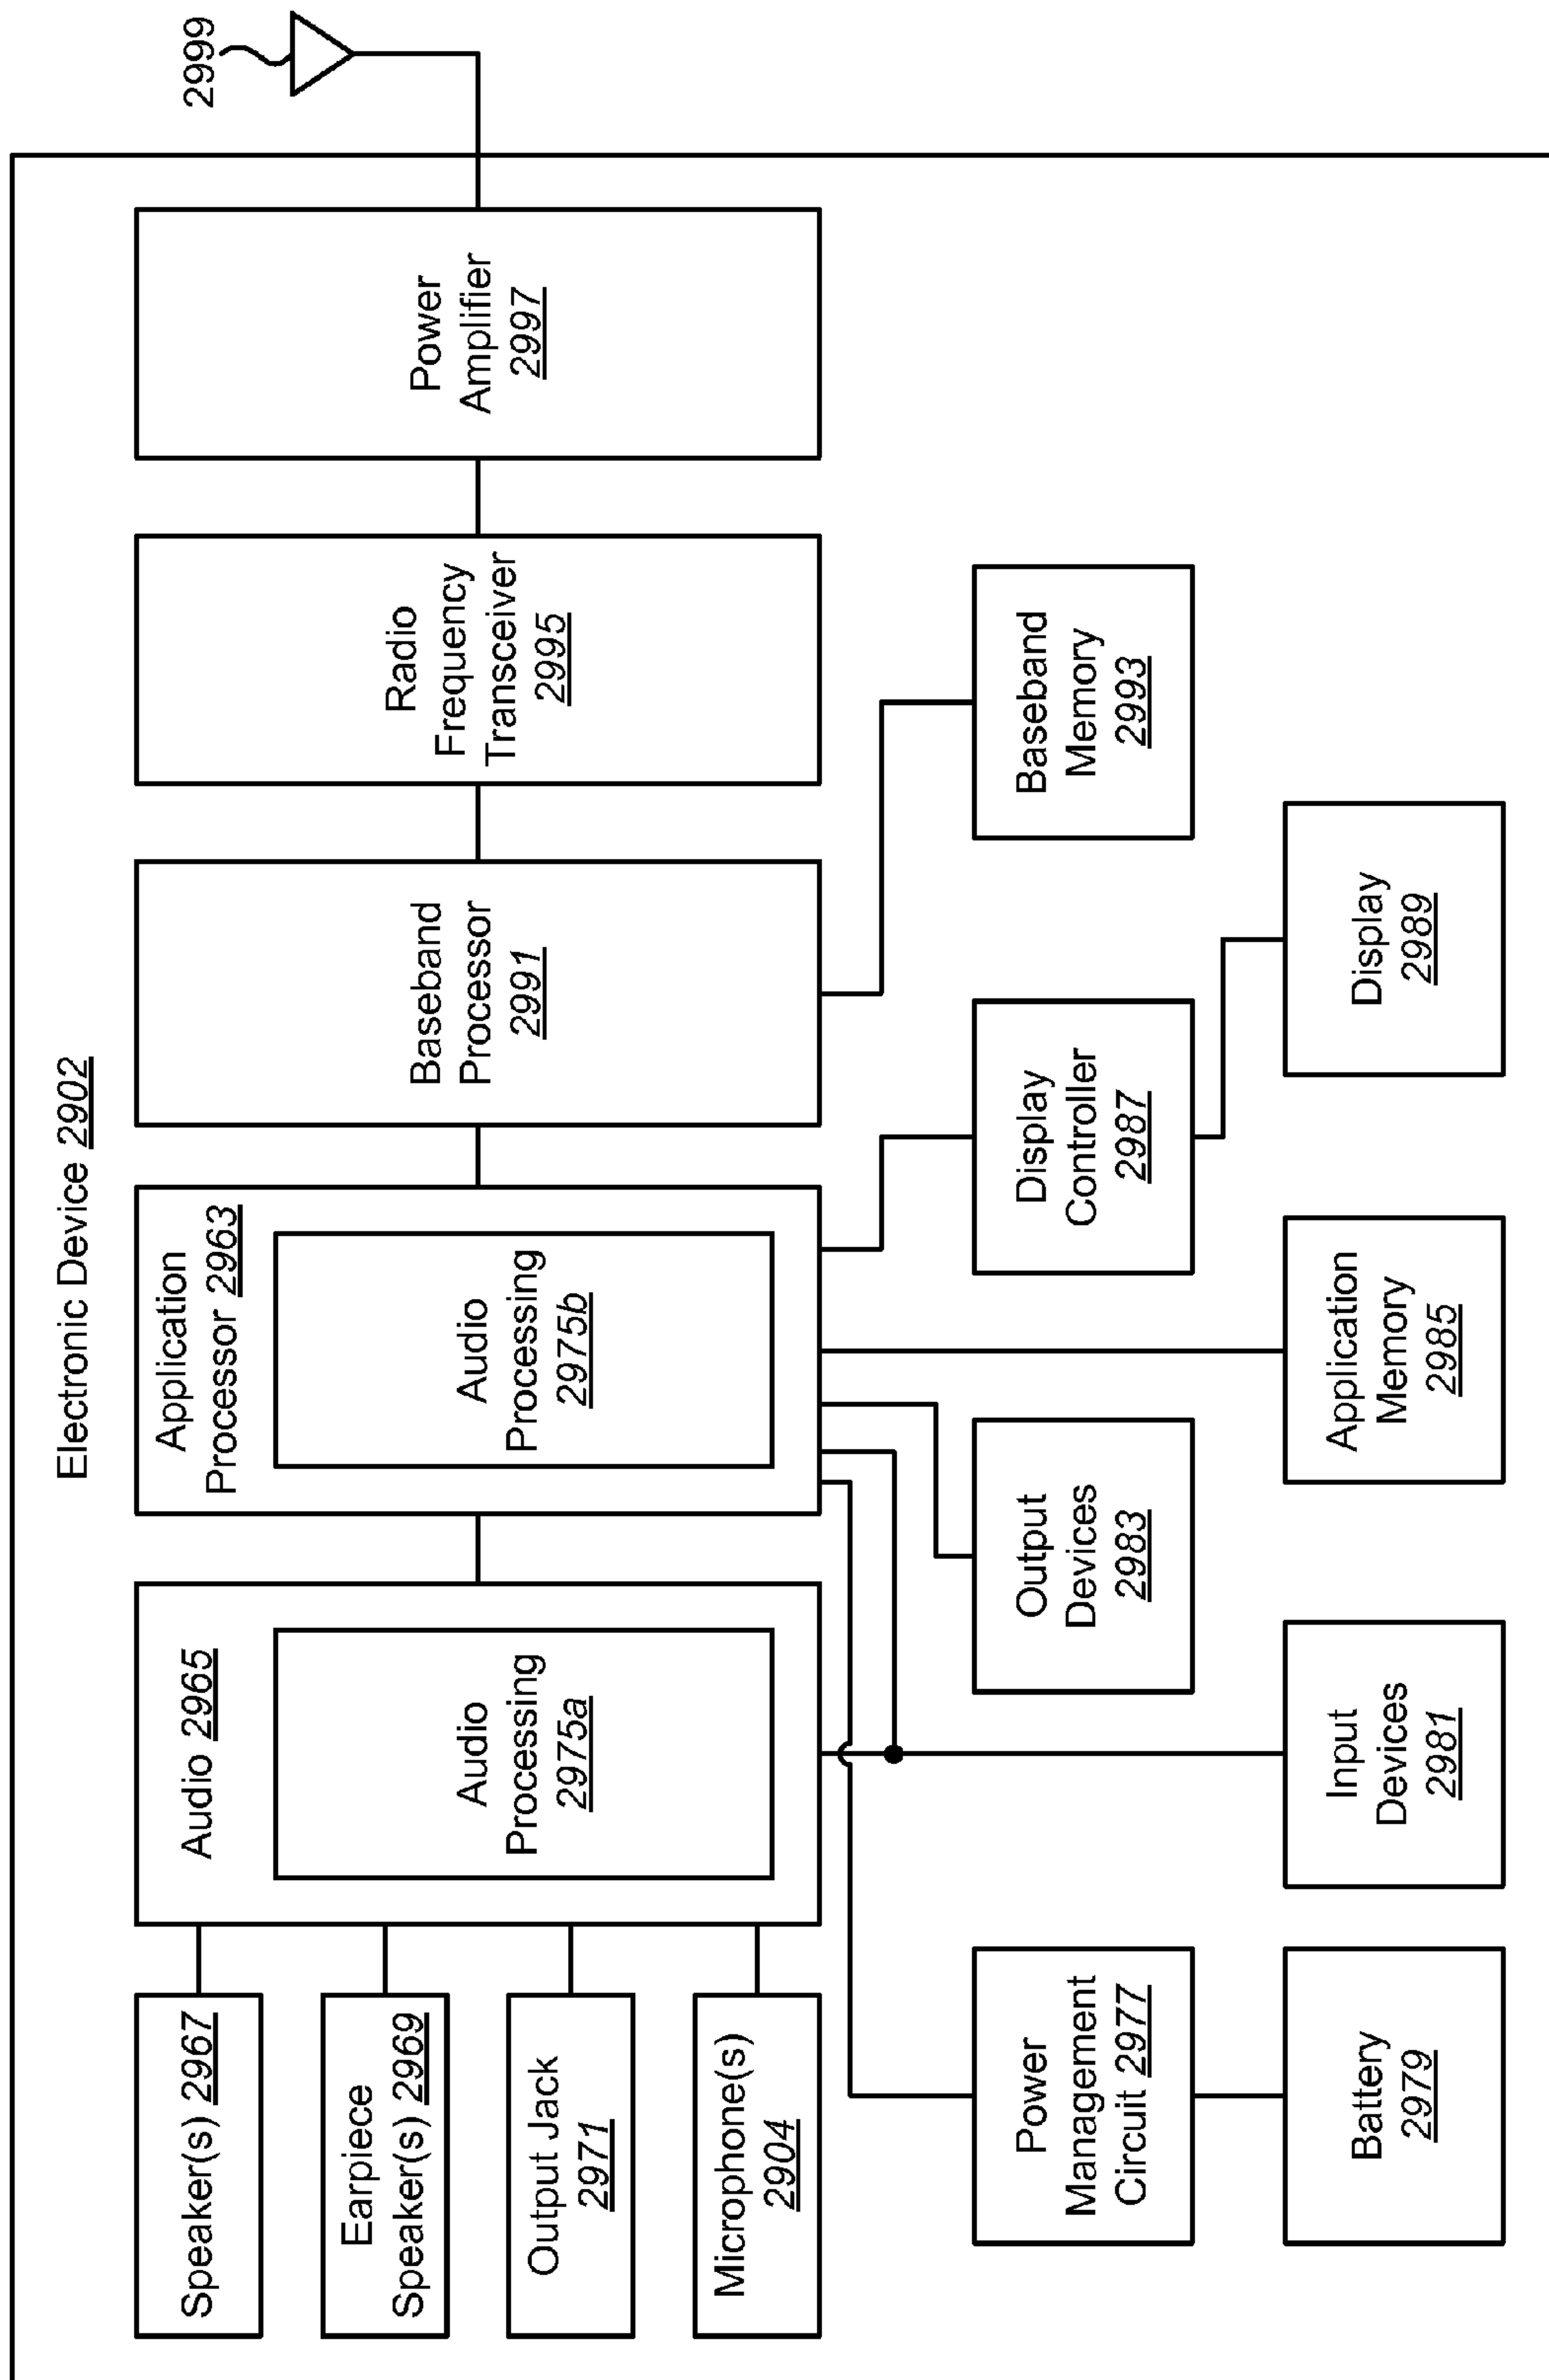 Electronic Device 2902
2999
Speaker(s) 2967
Earpiece
Speaker(s) 2969
Output Jack
2971
Microphone(s)
2904
Audio 2965
Audio
Processing
2975a
Application
Processor 2963
Audio
Processing
2975b
Baseband
Processor
2991
Radio
Frequency
Transceiver
2995
Power
Amplifier
2997
Power
Management
Circuit 2977
Output
Devices
2983
Display
Controller
2987
Baseband
Memory
2993
Battery
2979
Input
Devices
2981
Application
Memory
2985
Display
2989